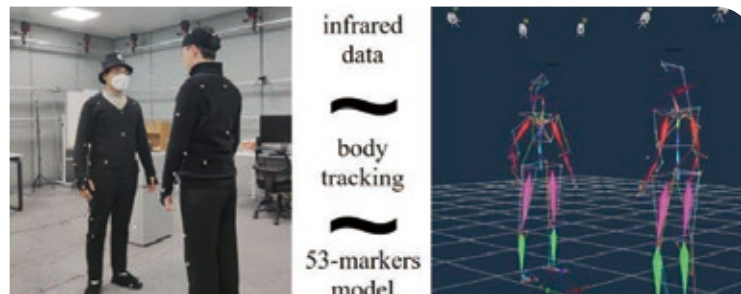 infrared
data
body
tracking
53-markers
model